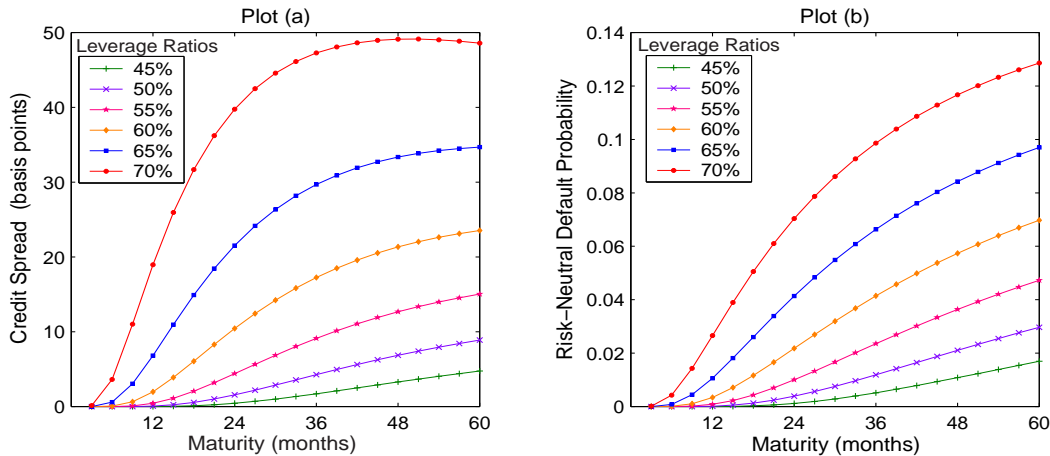 Plot (a)
50
40
30
20
10
0
Credit Spread (basis points)
Leverage Ratios
45%
50%
55%
60%
65%
70%
12 24 36 48 60
Maturity (months)
Plot (b)
0.14
0.12
0.1
0.08
0.06
0.04
0.02
0
Risk−Neutral Default Probability
Leverage Ratios
45%
50%
55%
60%
65%
70%
12 24 36 48 60
Maturity (months)